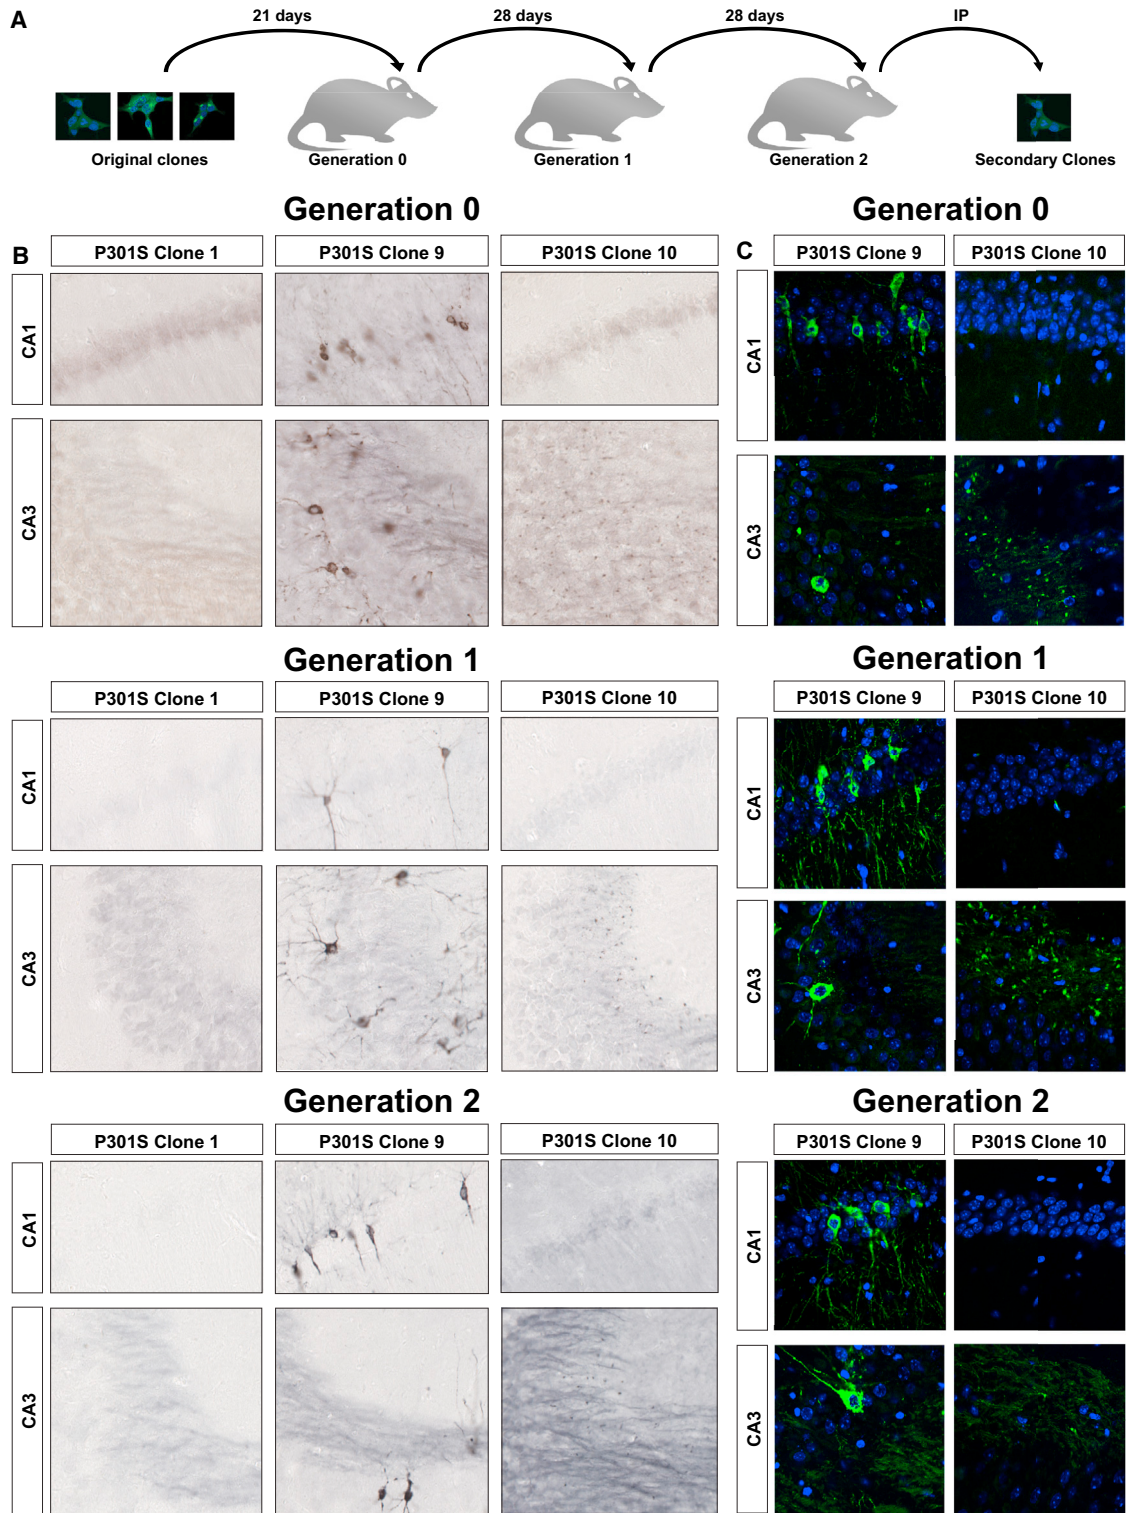 A
21 days
28 days
28 days
IP
Original clones
Generation 0
Generation 1
Generation 2
Secondary Clones
Generation 0
B
P301S Clone 1
P301S Clone 9
P301S Clone 10
CA1
CA3
Generation 0
C
P301S Clone 9
P301S Clone 10
CA1
CA3
Generation 1
P301S Clone 1
P301S Clone 9
P301S Clone 10
CA1
CA3
Generation 1
P301S Clone 9
P301S Clone 10
CA1
CA3
Generation 2
P301S Clone 1
P301S Clone 9
P301S Clone 10
CA1
CA3
Generation 2
P301S Clone 9
P301S Clone 10
CA1
CA3